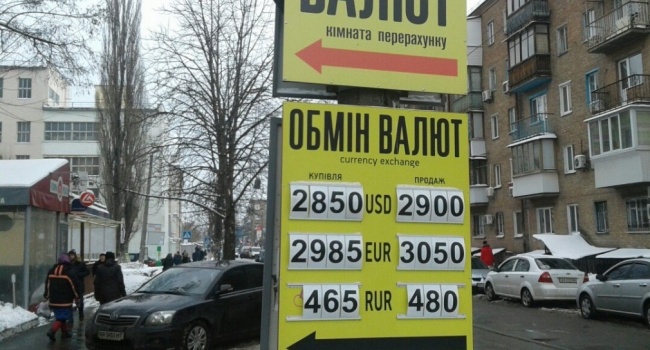 ВАЛЮТ
кімната перерахунку
ОБМІН ВАЛЮТ
currency exchange
КУПІВЛЯ ПРОДАЖ
2850 USD 2900
2985 EUR 3050
465 RUR 480